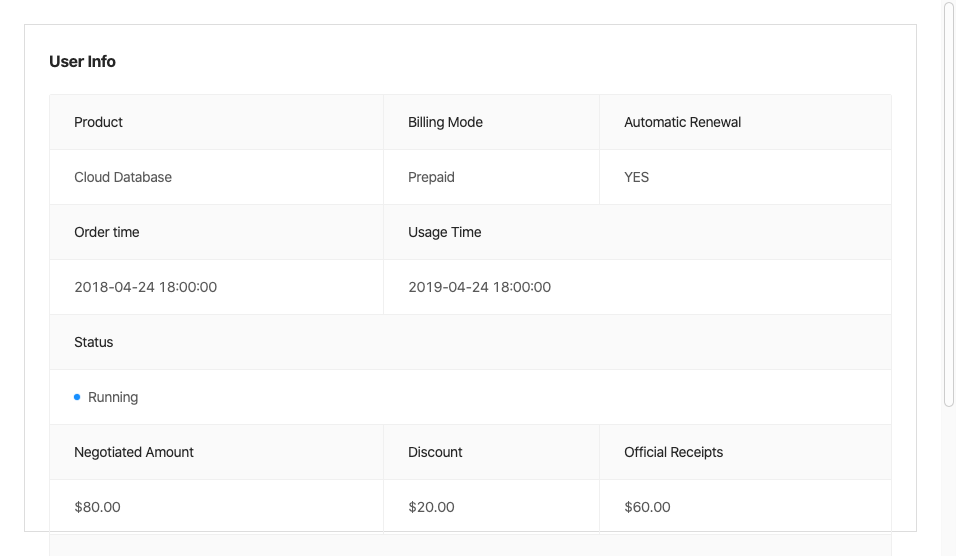 User Info
Product Billing Mode Automatic Renewal
Cloud Database Prepaid YES
Order time Usage Time
2018-04-24 18:00:00 2019-04-24 18:00:00
Status
Running
Negotiated Amount Discount Official Receipts
$80.00 $20.00 $60.00